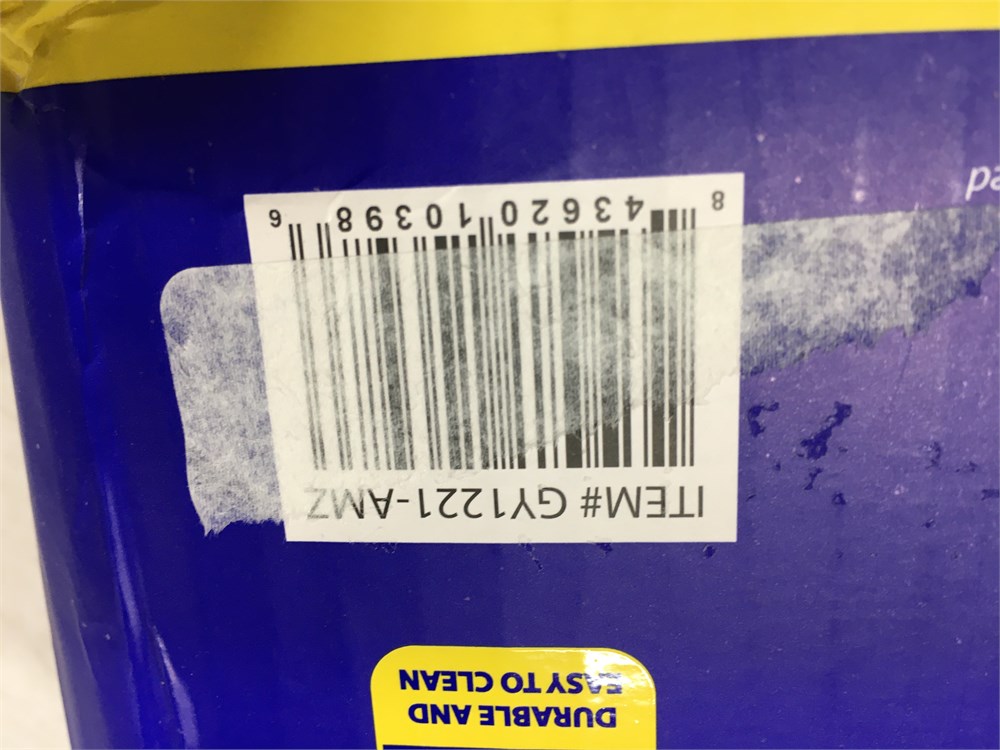 DURABLE AND
EASY TO CLEAN
ITEM# GY1221-AMZ
8 43620 10398 6